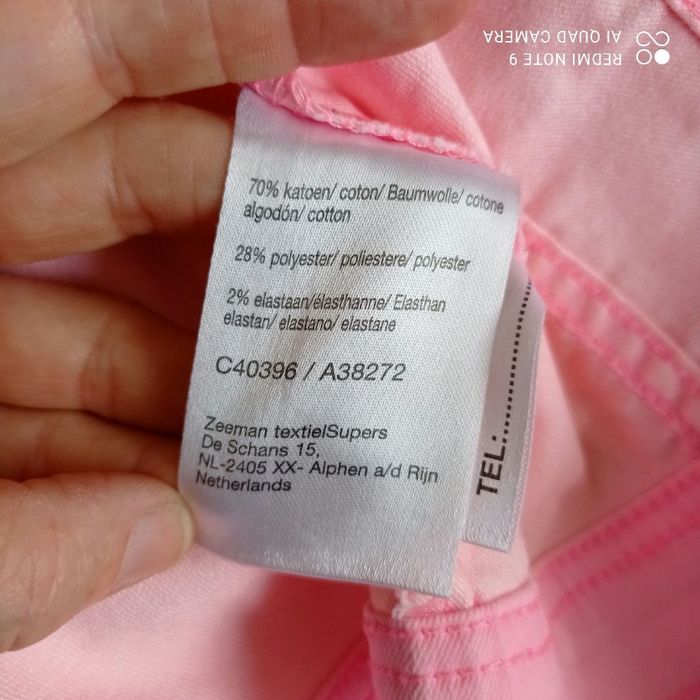 70% katoen/ coton/ Baumwolle/ cotone
algodón/ cotton
28% polyester/ poliestere/ polyester
2% elastaan/élasthanne/ Elasthan
elastan/ elastano/ elastane
C40396 / A38272
Zeeman textielSupers
De Schans 15,
NL-2405 XX- Alphen a/d Rijn
Netherlands
TEL:....................
REDMI NOTE 9
AI QUAD CAMERA